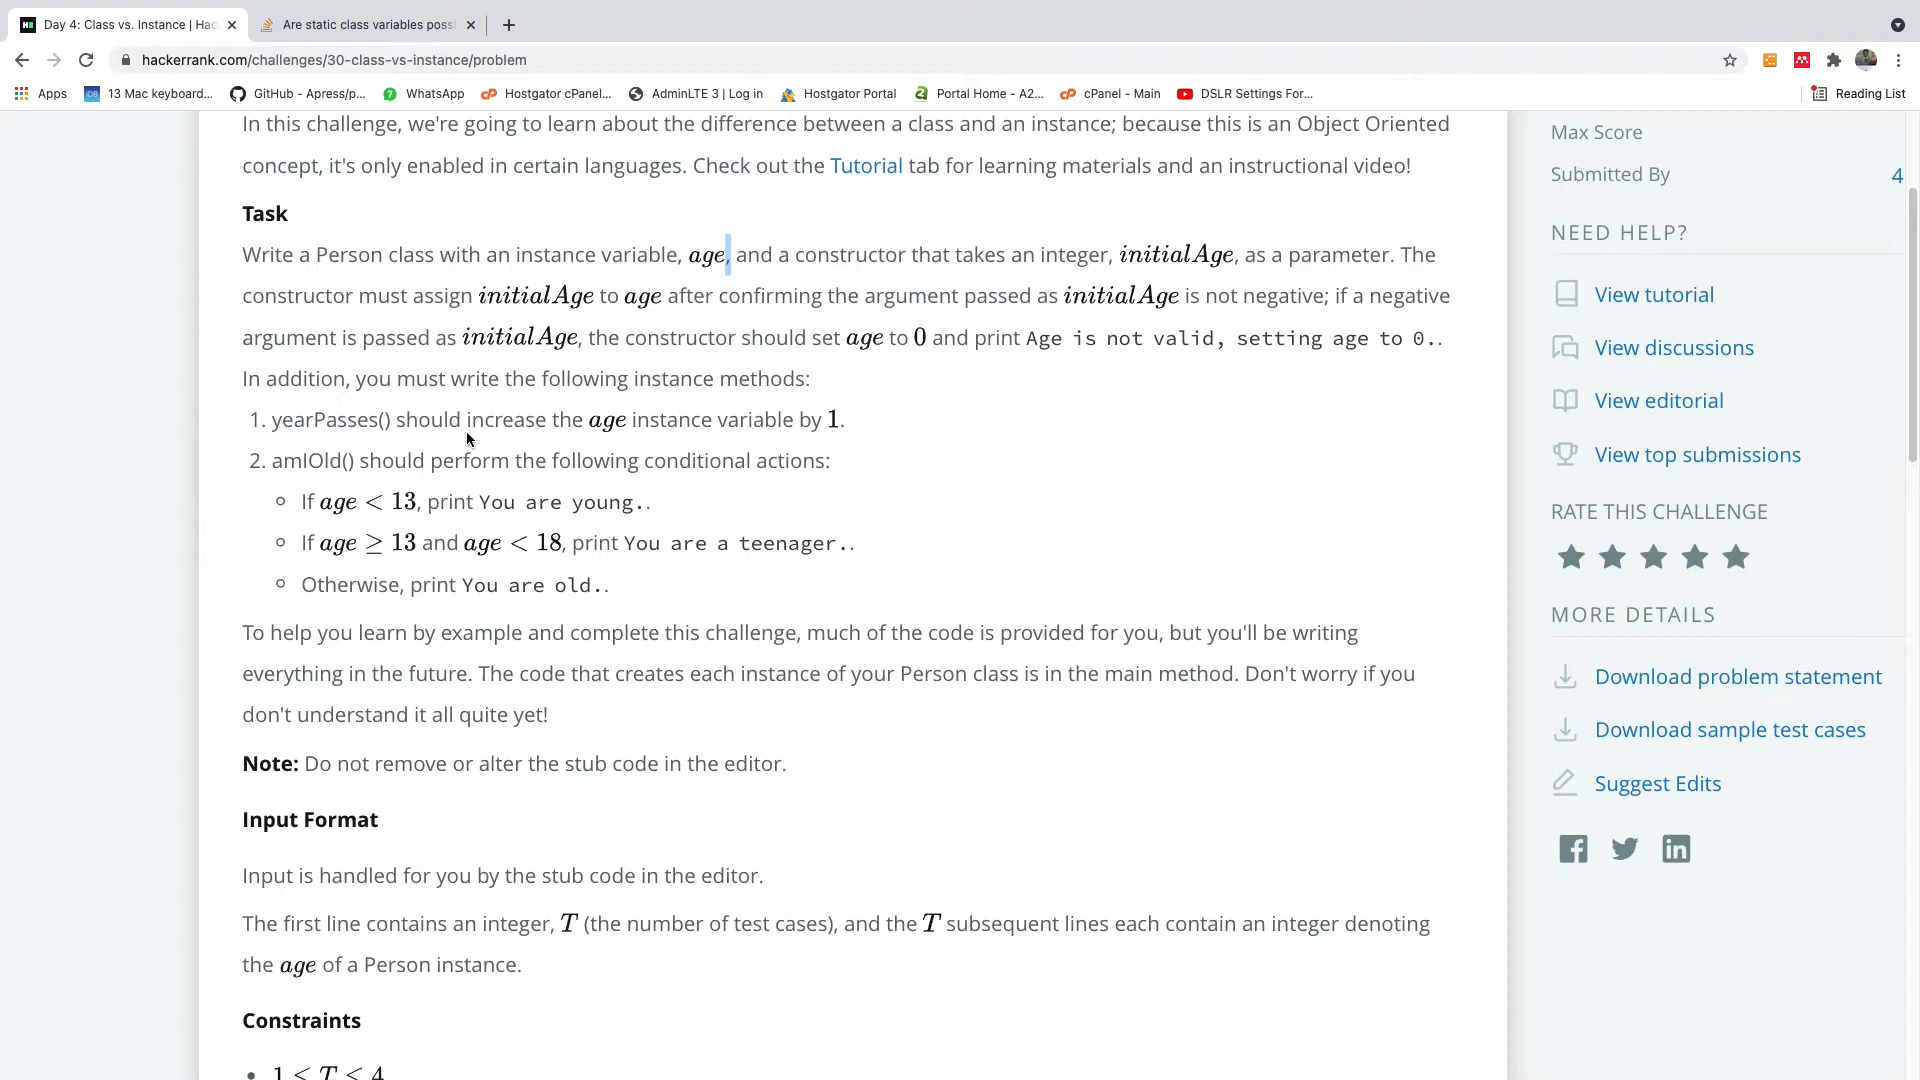 Day 4: Class vs. Instance | Hac
Are static class variables possi
hackerrank.com/challenges/30-class-vs-instance/problem
Apps
13 Mac keyboard...
GitHub - Apress/p...
WhatsApp
Hostgator cPanel...
AdminLTE 3 | Log in
Hostgator Portal
Portal Home - A2...
cPanel - Main
DSLR Settings For...
Reading List
In this challenge, we're going to learn about the difference between a class and an instance; because this is an Object Oriented
concept, it's only enabled in certain languages. Check out the Tutorial tab for learning materials and an instructional video!
Task
Write a Person class with an instance variable, age, and a constructor that takes an integer, initialAge, as a parameter. The
constructor must assign initialAge to age after confirming the argument passed as initialAge is not negative; if a negative
argument is passed as initialAge, the constructor should set age to 0 and print Age is not valid, setting age to 0..
In addition, you must write the following instance methods:
1. yearPasses() should increase the age instance variable by 1.
2. amIOld() should perform the following conditional actions:
If age < 13, print You are young..
If age ≥ 13 and age < 18, print You are a teenager..
Otherwise, print You are old..
To help you learn by example and complete this challenge, much of the code is provided for you, but you'll be writing
everything in the future. The code that creates each instance of your Person class is in the main method. Don't worry if you
don't understand it all quite yet!
Note: Do not remove or alter the stub code in the editor.
Input Format
Input is handled for you by the stub code in the editor.
The first line contains an integer, T (the number of test cases), and the T subsequent lines each contain an integer denoting
the age of a Person instance.
Constraints
1 ≤ T ≤ 4
Max Score
Submitted By 4
NEED HELP?
View tutorial
View discussions
View editorial
View top submissions
RATE THIS CHALLENGE
MORE DETAILS
Download problem statement
Download sample test cases
Suggest Edits